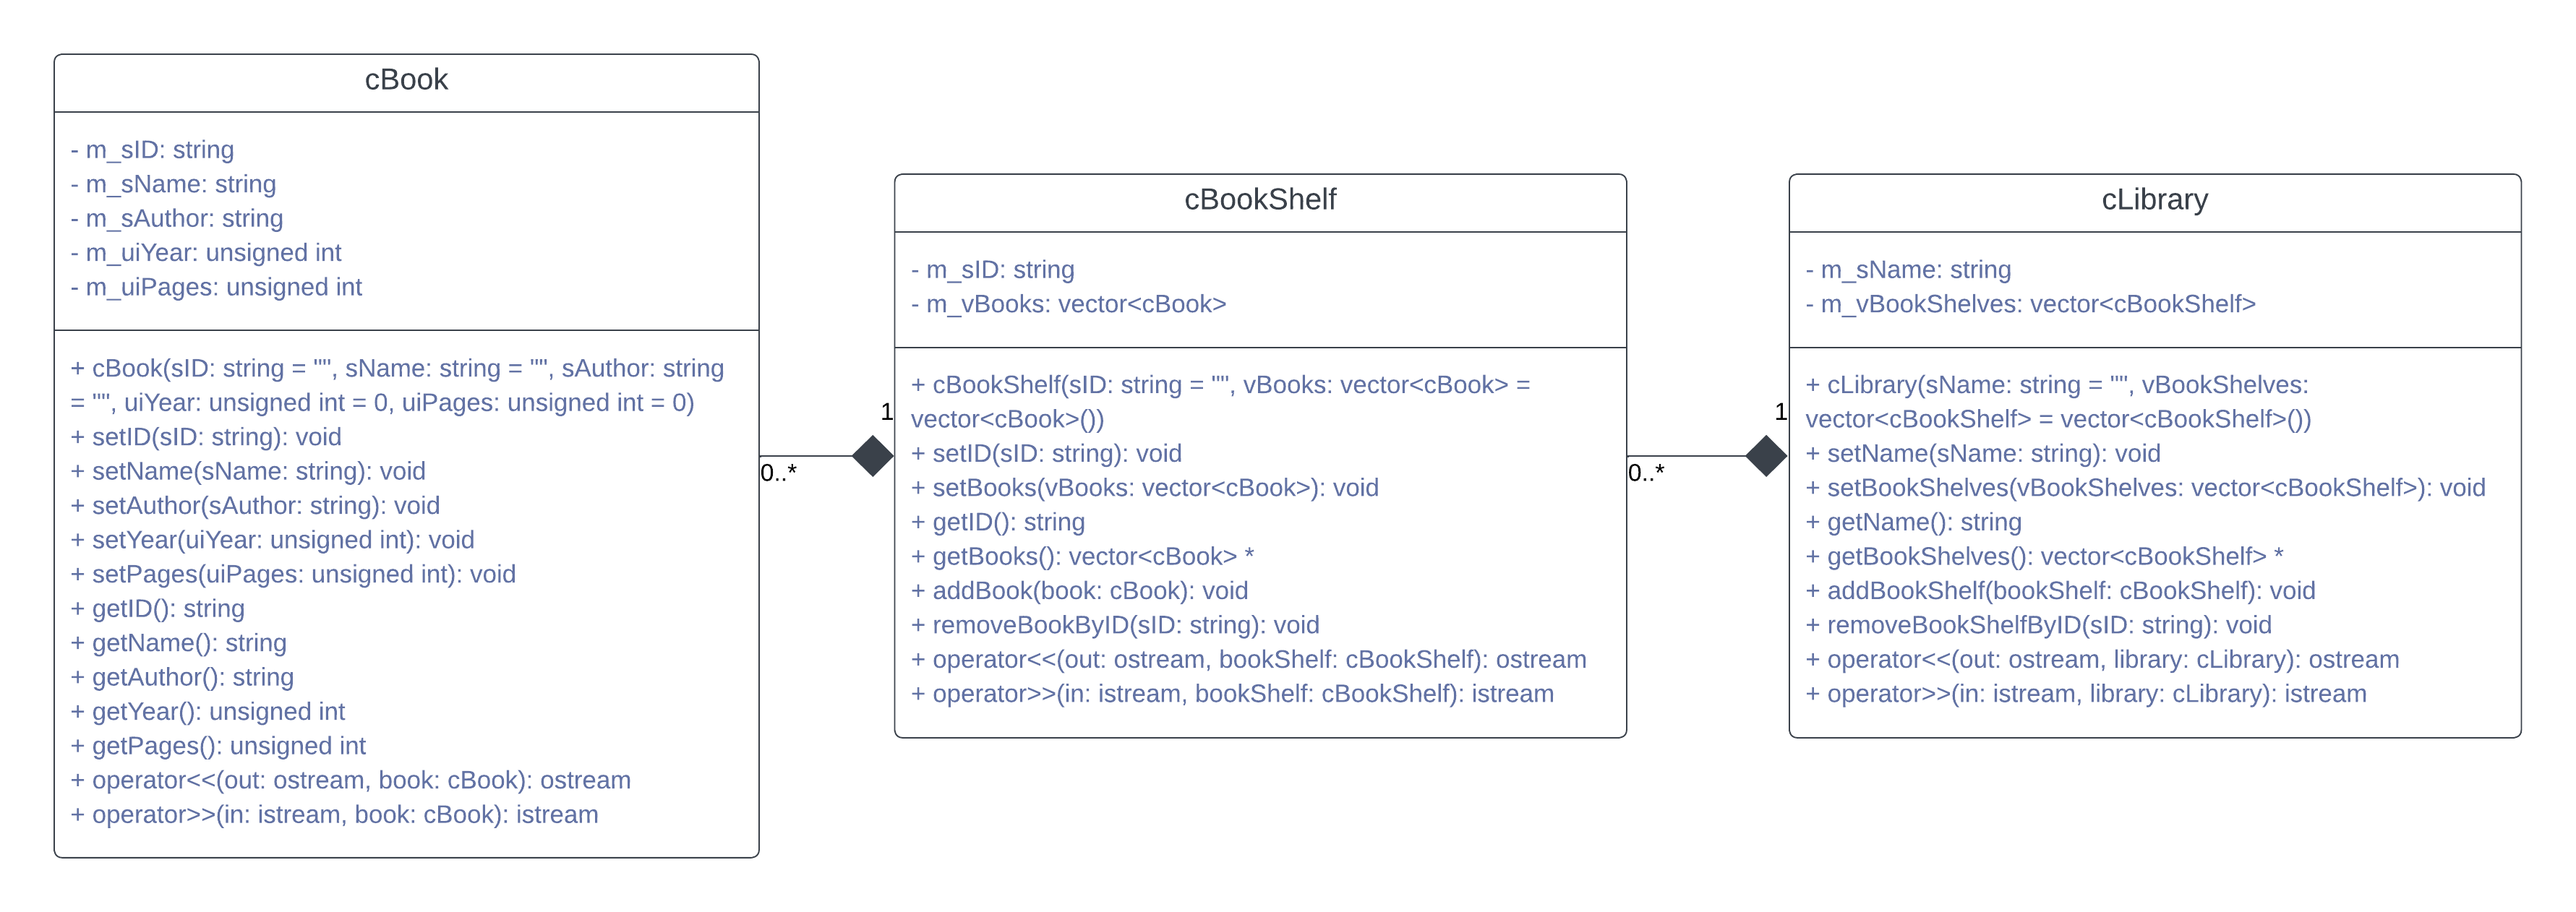 cBook
- m_sID: string
- m_sName: string
- m_sAuthor: string
- m_uiYear: unsigned int
- m_uiPages: unsigned int
+ cBook(sID: string = "", sName: string = "", sAuthor: string
= "", uiYear: unsigned int = 0, uiPages: unsigned int = 0)
+ setID(sID: string): void
+ setName(sName: string): void
+ setAuthor(sAuthor: string): void
+ setYear(uiYear: unsigned int): void
+ setPages(uiPages: unsigned int): void
+ getID(): string
+ getName(): string
+ getAuthor(): string
+ getYear(): unsigned int
+ getPages(): unsigned int
+ operator<<(out: ostream, book: cBook): ostream
+ operator>>(in: istream, book: cBook): istream
0..*
1
cBookShelf
- m_sID: string
- m_vBooks: vector<cBook>
+ cBookShelf(sID: string = "", vBooks: vector<cBook> =
vector<cBook>())
+ setID(sID: string): void
+ setBooks(vBooks: vector<cBook>): void
+ getID(): string
+ getBooks(): vector<cBook> *
+ addBook(book: cBook): void
+ removeBookByID(sID: string): void
+ operator<<(out: ostream, bookShelf: cBookShelf): ostream
+ operator>>(in: istream, bookShelf: cBookShelf): istream
0..*
1
cLibrary
- m_sName: string
- m_vBookShelves: vector<cBookShelf>
+ cLibrary(sName: string = "", vBookShelves:
vector<cBookShelf> = vector<cBookShelf>())
+ setName(sName: string): void
+ setBookShelves(vBookShelves: vector<cBookShelf>): void
+ getName(): string
+ getBookShelves(): vector<cBookShelf> *
+ addBookShelf(bookShelf: cBookShelf): void
+ removeBookShelfByID(sID: string): void
+ operator<<(out: ostream, library: cLibrary): ostream
+ operator>>(in: istream, library: cLibrary): istream